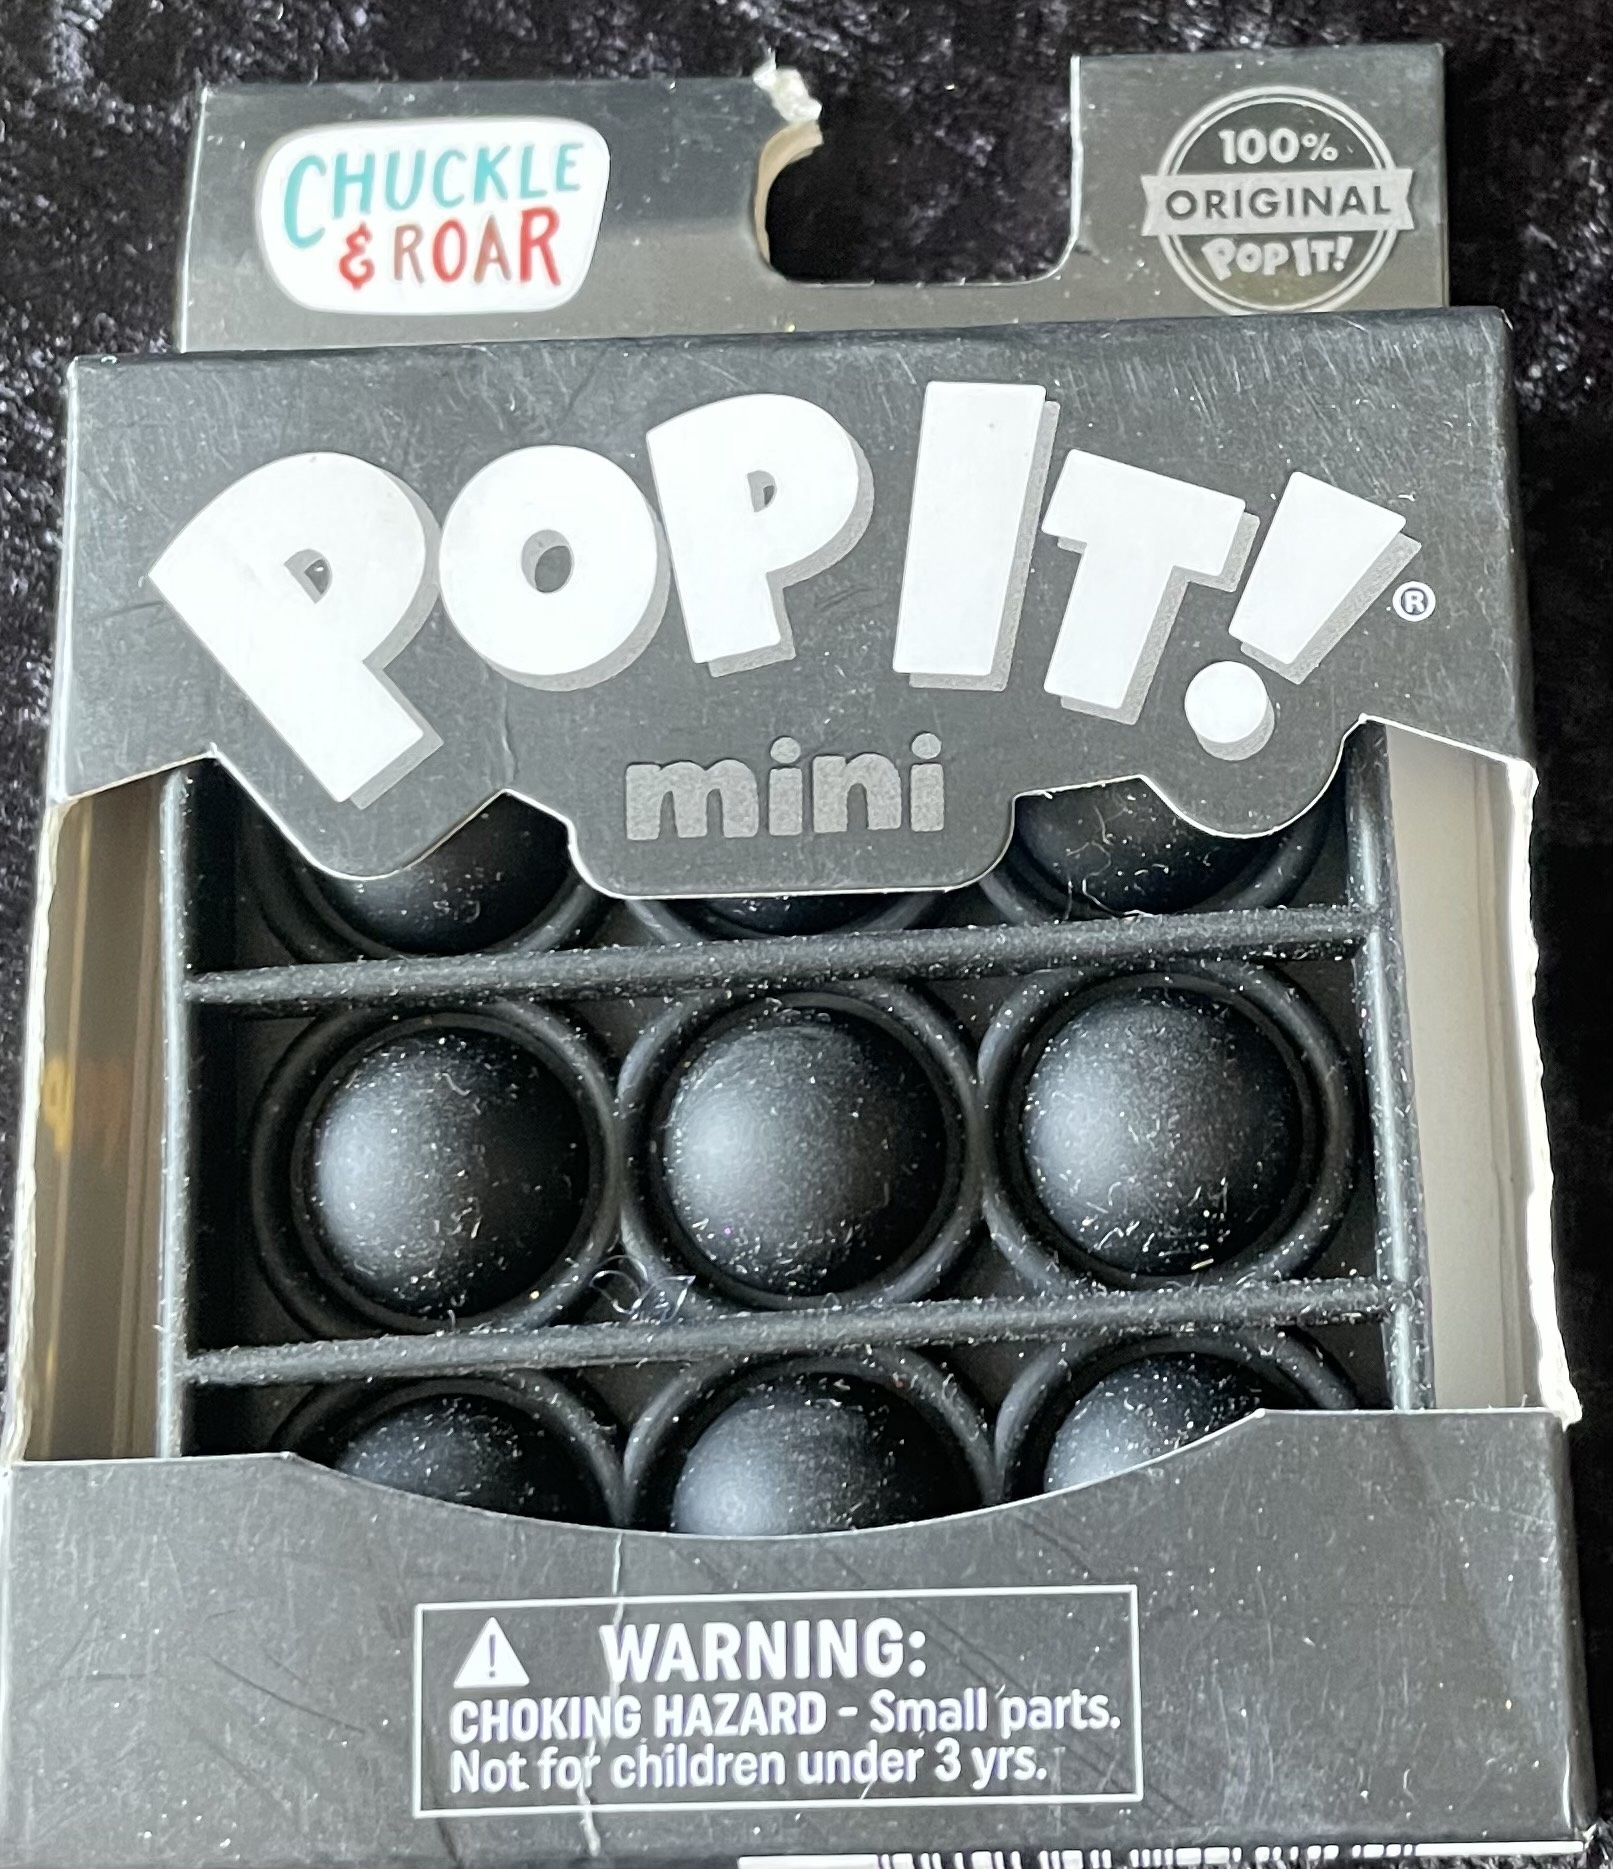 CHUCKLE
& ROAR
100%
ORIGINAL
POP IT!
POP IT!®
mini
WARNING:
CHOKING HAZARD - Small parts.
Not for children under 3 yrs.